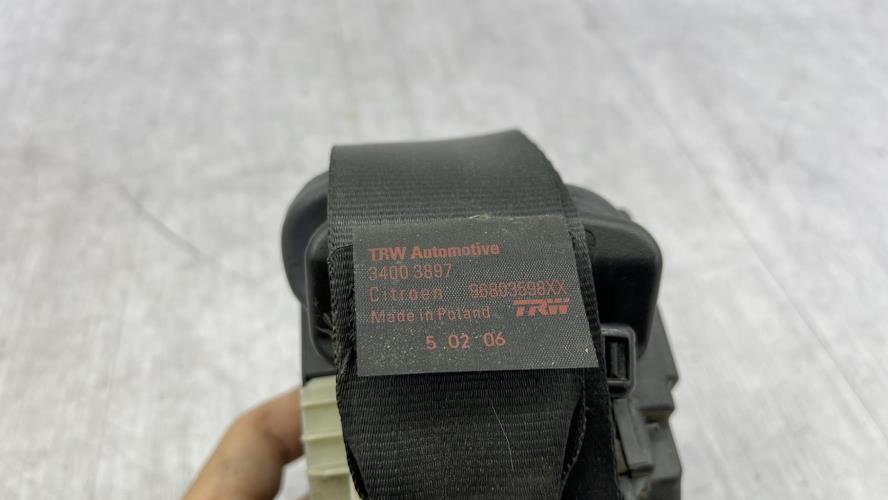 TRW Automotive
3400 3897
Citroen 96803598XX
Made in Poland TRW
5 02 06